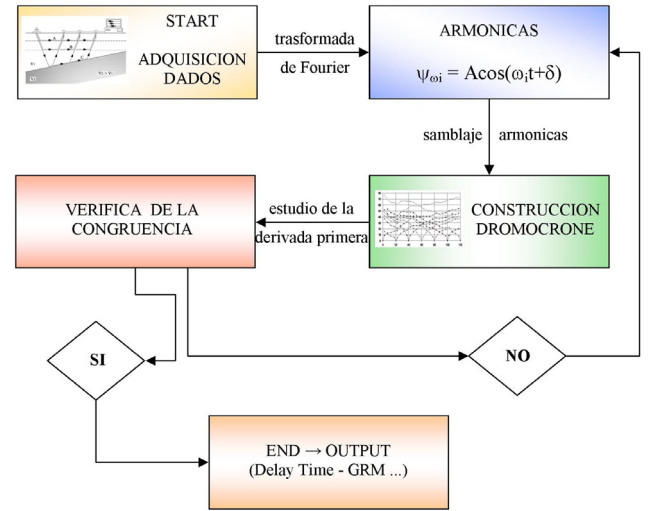 START
ADQUISICION
DADOS
trasformada
de Fourier
ARMONICAS
ψωi = Acos(ωit+δ)
samblaje armonicas
VERIFICA DE LA
CONGRUENCIA
estudio de la
derivada primera
CONSTRUCCION
DROMOCRONE
SI
NO
END → OUTPUT
(Delay Time - GRM ...)